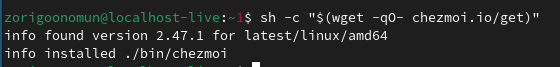 zorigoonomun@localhost-live:~1$ sh -c "$(wget -qO- chezmoi.io/get)"
info found version 2.47.1 for latest/linux/amd64
info installed ./bin/chezmoi